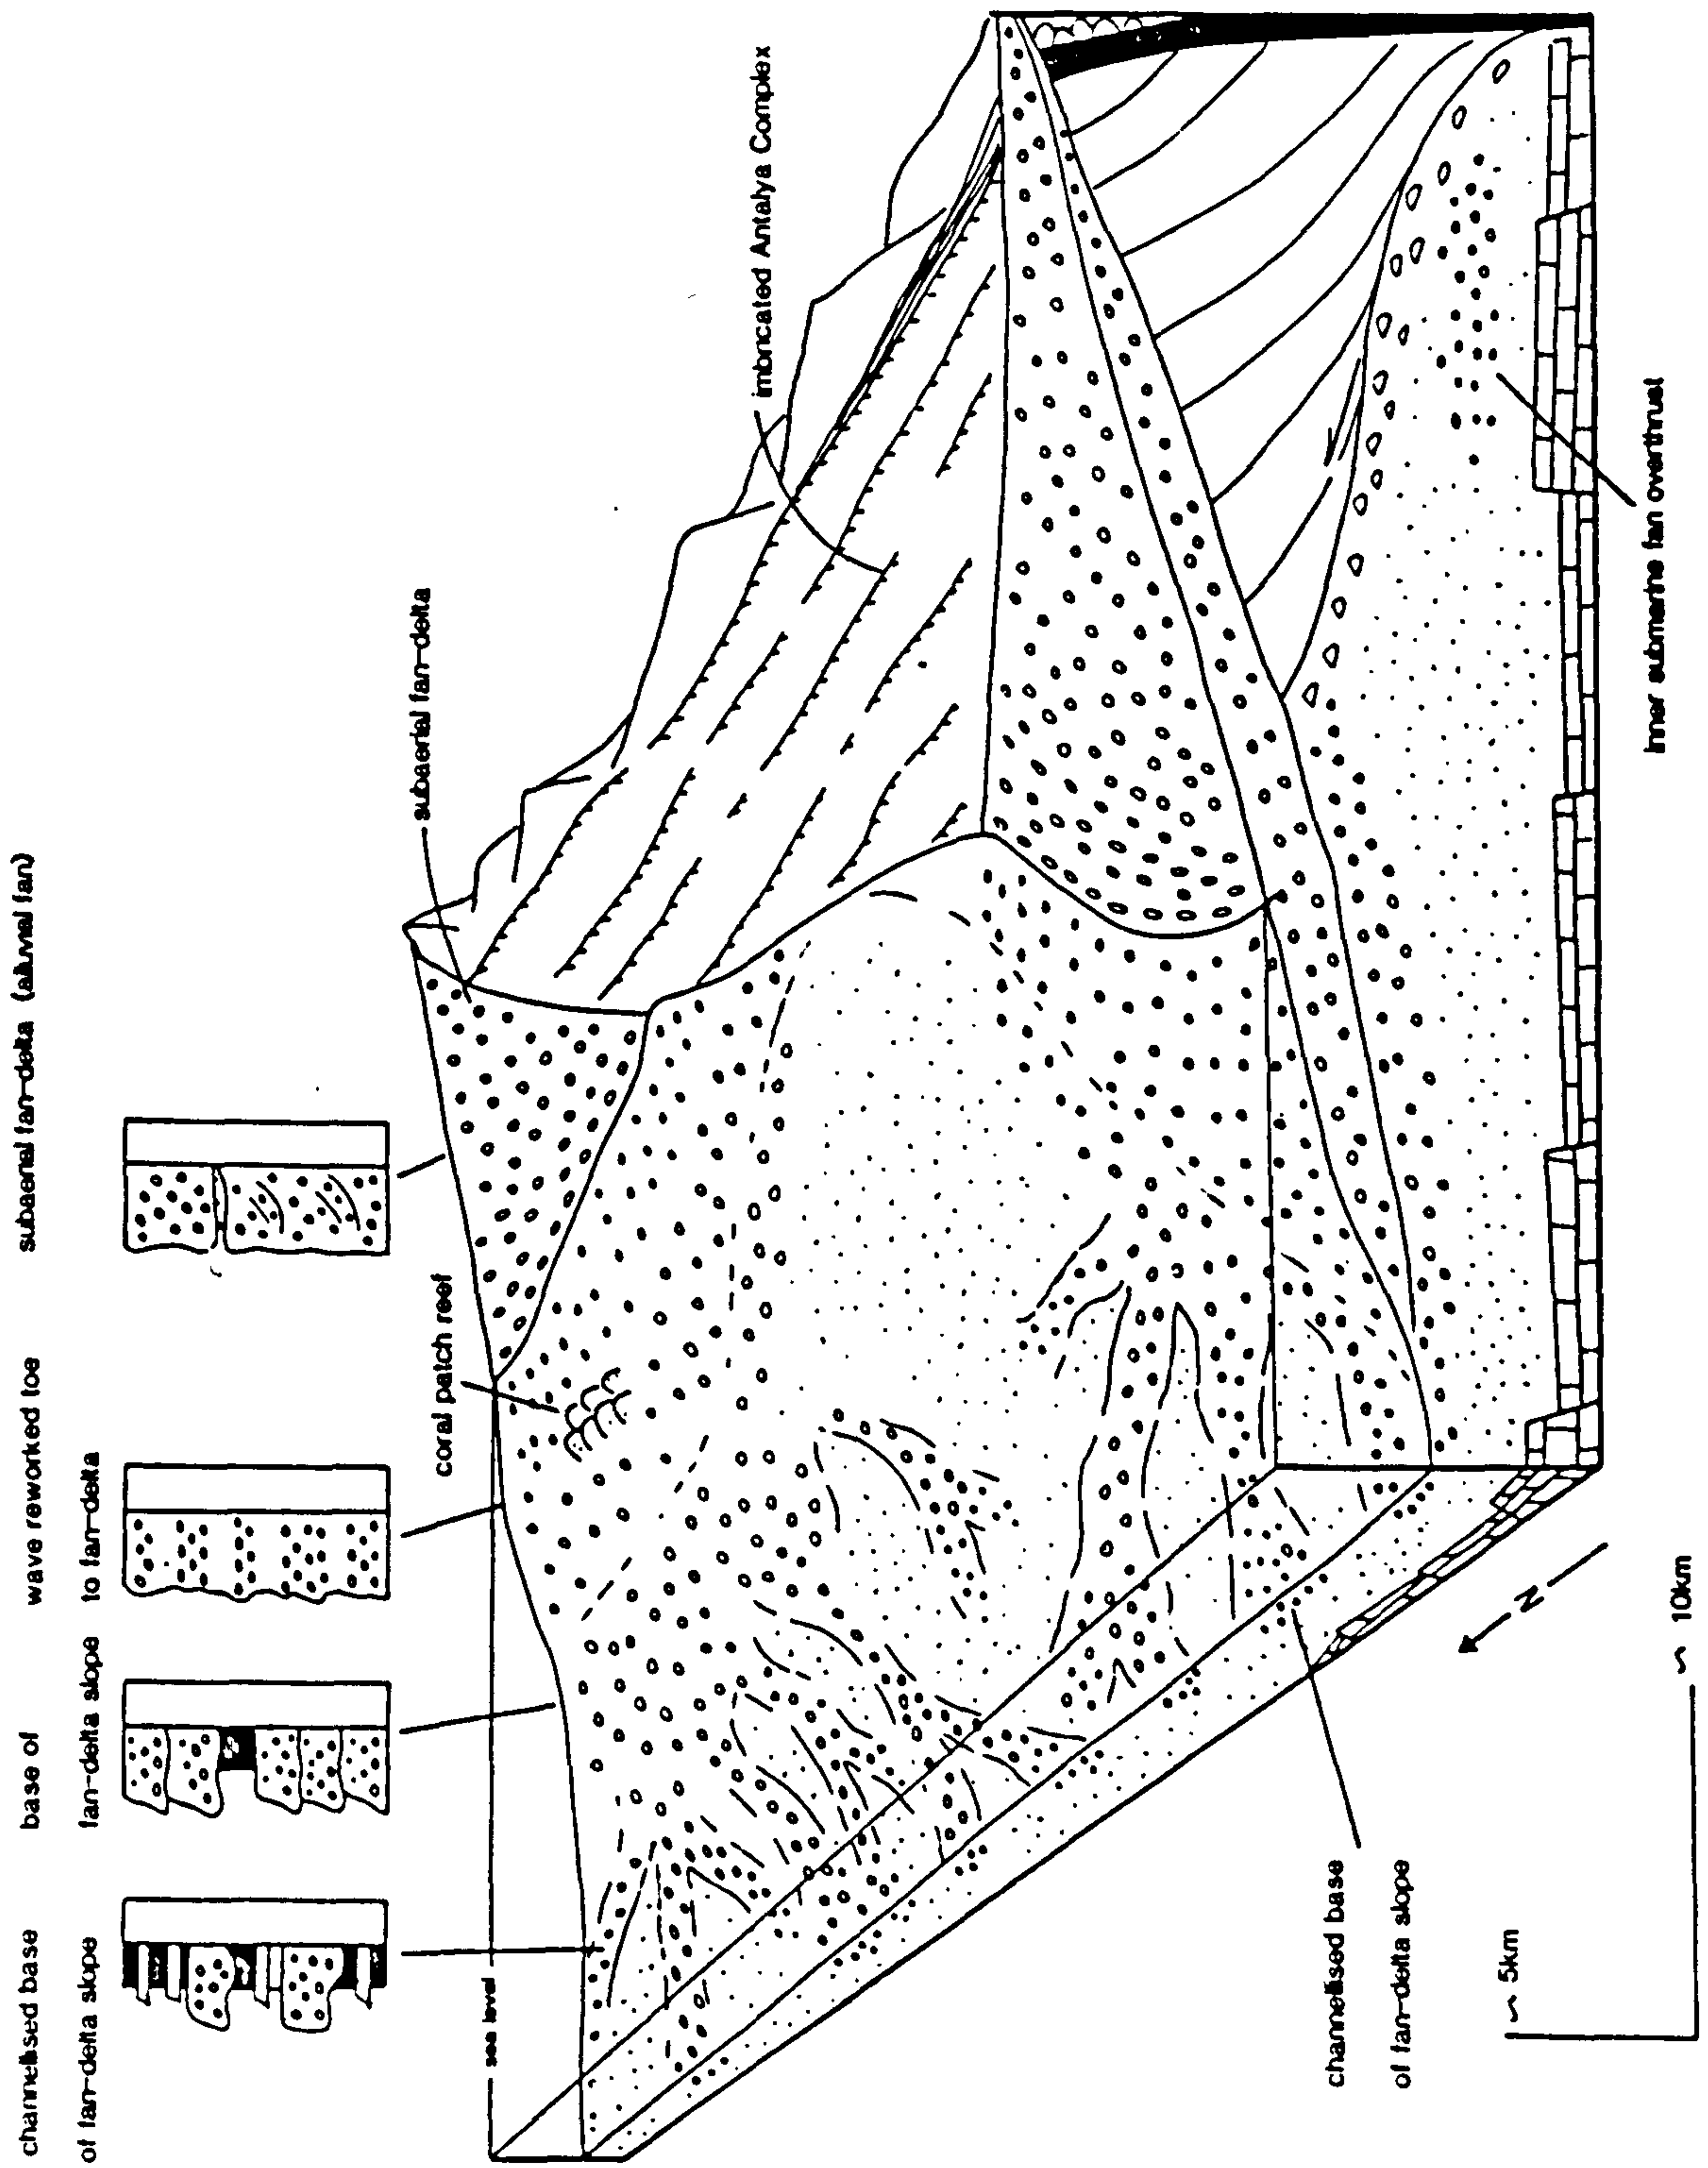 channelised base
of fan-delta slope
base of
fan-delta slope
wave reworked toe
to fan-delta
subaerial fan-delta (alluvial fan)
sea level
coral patch reef
subaerial fan-delta
imbricated Antalya Complex
channelised base
of fan-delta slope
inner submarine fan overthrust
N
~ 5km
~ 10km